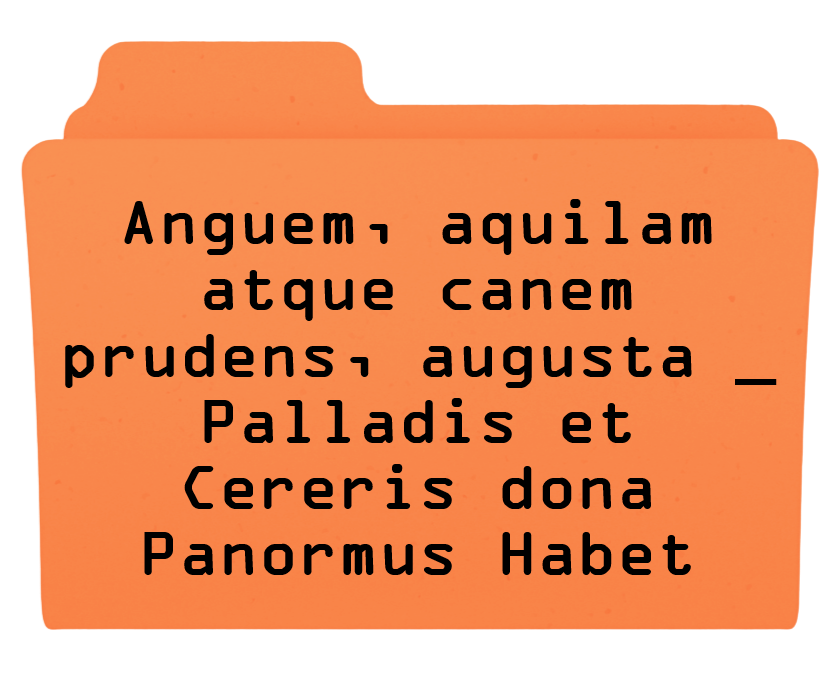 Anguem, aquilam
atque canem
prudens, augusta _
Palladis et
Cereris dona
Panormus Habet